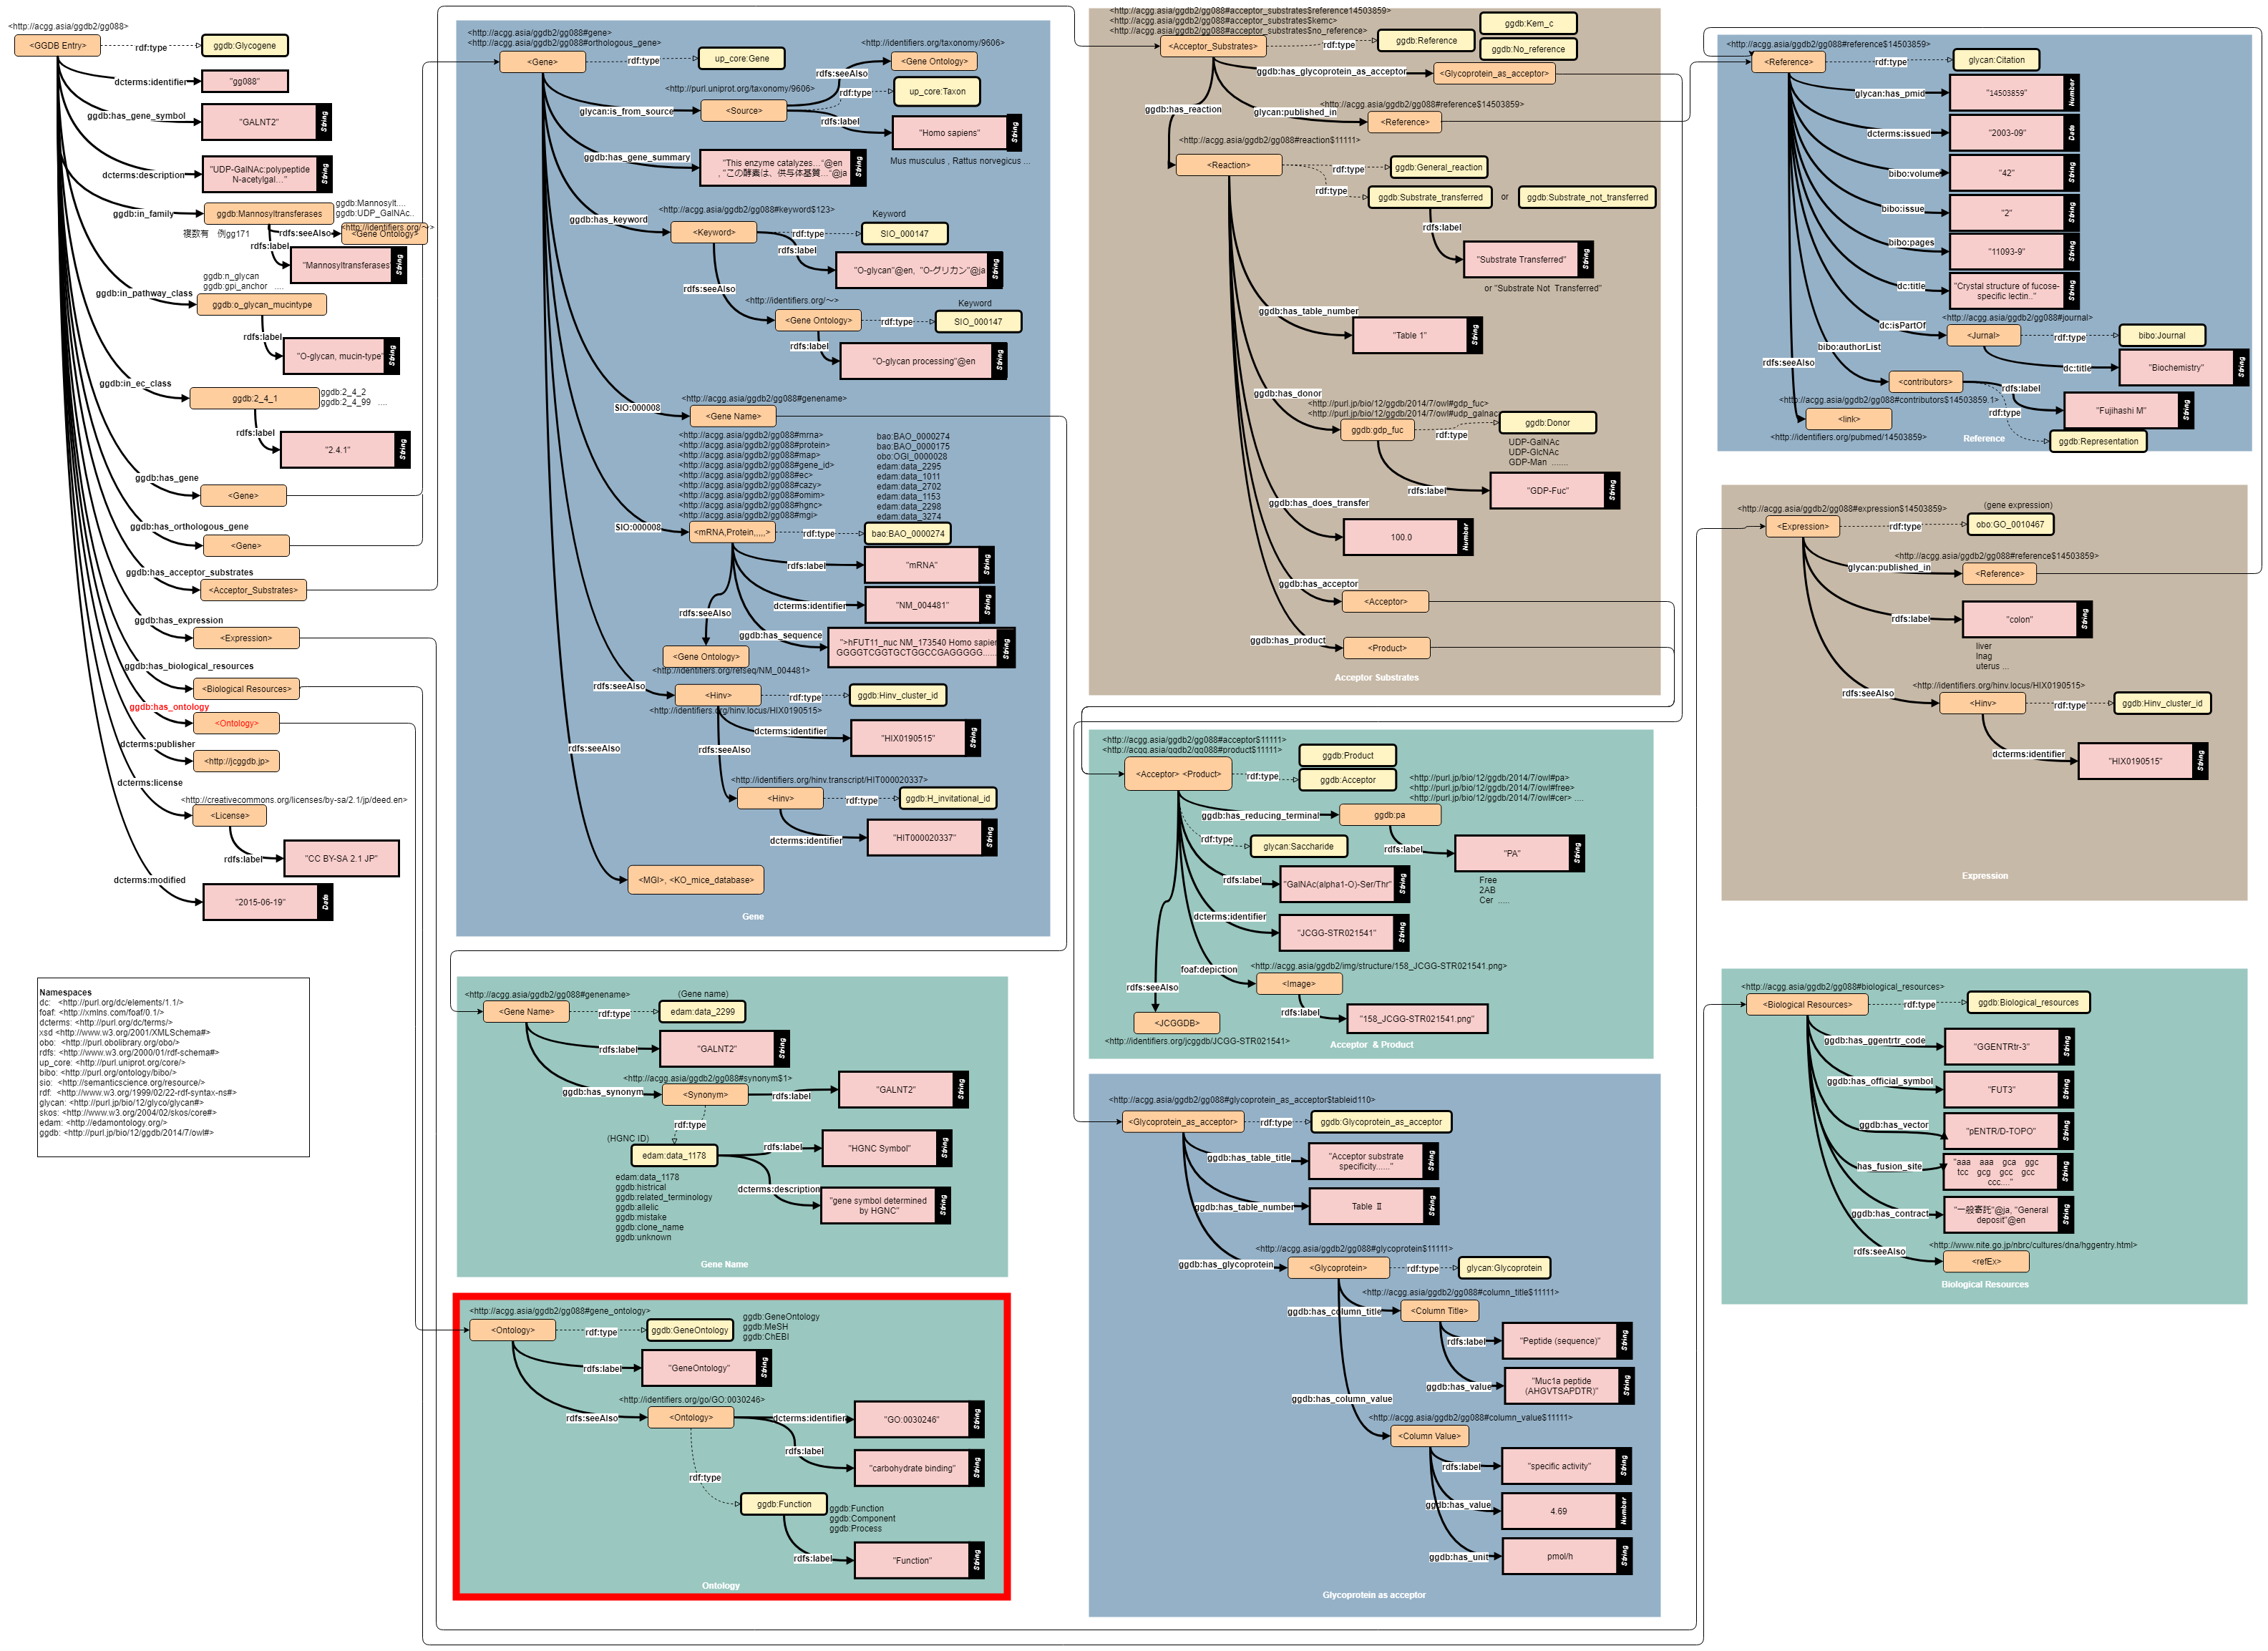 <http://acgg.asia/ggdb2/gg088>
<GGDB Entry>
rdf:type
ggdb:Glycogene
dcterms:identifier
"gg088"
ggdb:has_gene_symbol
"GALNT2"
String
dcterms:description
"UDP-GalNAc:polypeptide
N-acetylgal...."
String
ggdb:in_family
ggdb:Mannosyltransferases
ggdb:Mannosylt....
ggdb:UDP_GalNAc..
複数有 例gg171
rdfs:seeAlso
<http://identifiers.org/～>
<Gene Ontology>
rdfs:label
"Mannosyltransferases"
String
ggdb:n_glycan
ggdb:gpi_anchor ....
ggdb:in_pathway_class
ggdb:o_glycan_mucintype
rdfs:label
"O-glycan, mucin-type"
String
ggdb:in_ec_class
ggdb:2_4_1
ggdb:2_4_2
ggdb:2_4_99 ....
rdfs:label
"2.4.1"
String
ggdb:has_gene
<Gene>
ggdb:has_orthologous_gene
<Gene>
ggdb:has_acceptor_substrates
<Acceptor_Substrates>
ggdb:has_expression
<Expression>
ggdb:has_biological_resources
<Biological Resources>
ggdb:has_ontology
<Ontology>
dcterms:publisher
<http://jcggdb.jp>
dcterms:license
<http://creativecommons.org/licenses/by-sa/2.1/jp/deed.en>
<License>
rdfs:label
"CC BY-SA 2.1 JP"
dcterms:modified
"2015-06-19"
Date
Namespaces
dc: <http://purl.org/dc/elements/1.1/>
foaf: <http://xmlns.com/foaf/0.1/>
dcterms: <http://purl.org/dc/terms/>
xsd <http://www.w3.org/2001/XMLSchema#>
obo: <http://purl.obolibrary.org/obo/>
rdfs: <http://www.w3.org/2000/01/rdf-schema#>
up_core: <http://purl.uniprot.org/core/>
bibo: <http://purl.org/ontology/bibo/>
sio: <http://semanticscience.org/resource/>
rdf: <http://www.w3.org/1999/02/22-rdf-syntax-ns#>
glycan: <http://purl.jp/bio/12/glyco/glycan#>
skos: <http://www.w3.org/2004/02/skos/core#>
edam: <http://edamontology.org/>
ggdb: <http://purl.jp/bio/12/ggdb/2014/7/owl#>
<http://acgg.asia/ggdb2/gg088#gene>
<http://acgg.asia/ggdb2/gg088#orthologous_gene>
<Gene>
rdf:type
up_core:Gene
<http://identifiers.org/taxonomy/9606>
rdfs:seeAlso
<Gene Ontology>
<http://purl.uniprot.org/taxonomy/9606>
rdf:type
up_core:Taxon
glycan:is_from_source
<Source>
rdfs:label
"Homo sapiens"
String
Mus musculus , Rattus norvegicus ...
ggdb:has_gene_summary
"This enzyme catalyzes..."@en
, "この酵素は、供与体基質..."@ja
String
<http://acgg.asia/ggdb2/gg088#keyword$123>
Keyword
ggdb:has_keyword
<Keyword>
rdf:type
SIO_000147
rdfs:label
"O-glycan"@en, "O-グリカン"@ja
String
rdfs:seeAlso
<http://identifiers.org/～>
Keyword
<Gene Ontology>
rdf:type
SIO_000147
rdfs:label
"O-glycan processing"@en
String
<http://acgg.asia/ggdb2/gg088#genename>
SIO:000008
<Gene Name>
<http://acgg.asia/ggdb2/gg088#mrna>
<http://acgg.asia/ggdb2/gg088#protein>
<http://acgg.asia/ggdb2/gg088#map>
<http://acgg.asia/ggdb2/gg088#gene_id>
<http://acgg.asia/ggdb2/gg088#ec>
<http://acgg.asia/ggdb2/gg088#cazy>
<http://acgg.asia/ggdb2/gg088#omim>
<http://acgg.asia/ggdb2/gg088#hgnc>
<http://acgg.asia/ggdb2/gg088#mgi>
bao:BAO_0000274
bao:BAO_0000175
obo:OGI_0000028
edam:data_2295
edam:data_1011
edam:data_2702
edam:data_1153
edam:data_2298
edam:data_3274
SIO:000008
<mRNA,Protein,,,,,>
rdf:type
bao:BAO_0000274
rdfs:label
"mRNA"
String
dcterms:identifier
"NM_004481"
String
rdfs:seeAlso
ggdb:has_sequence
">hFUT11_nuc NM_173540 Homo sapiens
GGGGTCGGTGCTGGCCGAGGGGG.....
String
<Gene Ontology>
<http://identifiers.org/refseq/NM_004481>
rdfs:seeAlso
<Hinv>
rdf:type
ggdb:Hinv_cluster_id
<http://identifiers.org/hinv.locus/HIX0190515>
dcterms:identifier
"HIX0190515"
String
rdfs:seeAlso
rdfs:seeAlso
<http://identifiers.org/hinv.transcript/HIT000020337>
<Hinv>
rdf:type
ggdb:H_invitational_id
dcterms:identifier
"HIT000020337"
String
<MGI>, <KO_mice_database>
Gene
<http://acgg.asia/ggdb2/gg088#genename>
(Gene name)
<Gene Name>
rdf:type
edam:data_2299
rdfs:label
"GALNT2"
String
<http://acgg.asia/ggdb2/gg088#synonym$1>
ggdb:has_synonym
<Synonym>
rdfs:label
"GALNT2"
String
rdf:type
(HGNC ID)
edam:data_1178
rdfs:label
"HGNC Symbol"
String
edam:data_1178
ggdb:histrical
ggdb:related_terminology
ggdb:allelic
ggdb:mistake
ggdb:clone_name
ggdb:unknown
dcterms:description
"gene symbol determined
by HGNC"
String
Gene Name
<http://acgg.asia/ggdb2/gg088#gene_ontology>
<Ontology>
rdf:type
ggdb:GeneOntology
ggdb:GeneOntology
ggdb:MeSH
ggdb:ChEBI
rdfs:label
"GeneOntology"
String
<http://identifiers.org/go/GO:0030246>
rdfs:seeAlso
<Ontology>
dcterms:identifier
"GO:0030246"
String
rdfs:label
"carbohydrate binding"
String
rdf:type
ggdb:Function
ggdb:Function
ggdb:Component
ggdb:Process
rdfs:label
"Function"
String
Ontology
<http://acgg.asia/ggdb2/gg088#acceptor_substrates$reference14503859>
<http://acgg.asia/ggdb2/gg088#acceptor_substrates$kemc>
<http://acgg.asia/ggdb2/gg088#acceptor_substrates$no_reference>
ggdb:Kem_c
<Acceptor_Substrates>
rdf:type
ggdb:Reference
ggdb:No_reference
ggdb:has_glycoprotein_as_acceptor
<Glycoprotein_as_acceptor>
ggdb:has_reaction
glycan:published_in
<http://acgg.asia/ggdb2/gg088#reference$14503859>
<Reference>
<http://acgg.asia/ggdb2/gg088#reaction$11111>
<Reaction>
rdf:type
ggdb:General_reaction
rdf:type
ggdb:Substrate_transferred
or
ggdb:Substrate_not_transferred
rdfs:label
"Substrate Transferred"
String
or "Substrate Not Transferred"
ggdb:has_table_number
"Table 1"
String
ggdb:has_donor
<http://purl.jp/bio/12/ggdb/2014/7/owl#gdp_fuc>
<http://purl.jp/bio/12/ggdb/2014/7/owl#udp_galnac>
ggdb:gdp_fuc
rdf:type
ggdb:Donor
UDP-GalNAc
UDP-GlcNAc
GDP-Man .......
rdfs:label
"GDP-Fuc"
String
ggdb:has_does_transfer
100.0
Number
ggdb:has_acceptor
<Acceptor>
ggdb:has_product
<Product>
Acceptor Substrates
<http://acgg.asia/ggdb2/gg088#acceptor$11111>
<http://acgg.asia/ggdb2/gg088#product$11111>
ggdb:Product
<Acceptor> <Product>
rdf:type
ggdb:Acceptor
<http://purl.jp/bio/12/ggdb/2014/7/owl#pa>
<http://purl.jp/bio/12/ggdb/2014/7/owl#free>
<http://purl.jp/bio/12/ggdb/2014/7/owl#cer> ....
ggdb:has_reducing_terminal
ggdb:pa
rdf:type
glycan:Saccharide
rdfs:label
"PA"
String
Free
2AB
Cer .....
rdfs:label
"GalNAc(alpha1-O)-Ser/Thr"
String
dcterms:identifier
"JCGG-STR021541"
String
foaf:depiction
<http://acgg.asia/ggdb2/img/structure/158_JCGG-STR021541.png>
<Image>
rdfs:seeAlso
rdfs:label
"158_JCGG-STR021541.png"
<JCGGDB>
<http://identifiers.org/jcggdb/JCGG-STR021541>
Acceptor & Product
<http://acgg.asia/ggdb2/gg088#glycoprotein_as_acceptor$tableid110>
<Glycoprotein_as_acceptor>
rdf:type
ggdb:Glycoprotein_as_acceptor
ggdb:has_table_title
"Acceptor substrate
specificity......"
String
ggdb:has_table_number
Table Ⅱ
String
<http://acgg.asia/ggdb2/gg088#glycoprotein$11111>
ggdb:has_glycoprotein
<Glycoprotein>
rdf:type
glycan:Glycoprotein
<http://acgg.asia/ggdb2/gg088#column_title$11111>
ggdb:has_column_title
<Column Title>
rdfs:label
"Peptide (sequence)"
String
ggdb:has_value
"Muc1a peptide
(AHGVTSAPDTR)"
String
ggdb:has_column_value
<http://acgg.asia/ggdb2/gg088#column_value$11111>
<Column Value>
rdfs:label
"specific activity"
String
ggdb:has_value
4.69
Number
ggdb:has_unit
pmol/h
String
Glycoprotein as acceptor
<http://acgg.asia/ggdb2/gg088#reference$14503859>
<Reference>
rdf:type
glycan:Citation
glycan:has_pmid
"14503859"
Number
dcterms:issued
"2003-09"
Date
bibo:volume
"42"
String
bibo:issue
"2"
String
bibo:pages
"11093-9"
String
dc:title
"Crystal structure of fucose-
specific lectin.."
String
<http://acgg.asia/ggdb2/gg088#journal>
dc:isPartOf
<Jurnal>
rdf:type
bibo:Journal
bibo:authorList
dc:title
"Biochemistry"
String
rdfs:seeAlso
<contributors>
rdfs:label
<http://acgg.asia/ggdb2/gg088#contributors$14503859.1>
rdf:type
"Fujihashi M"
String
<link>
<http://identifiers.org/pubmed/14503859>
ggdb:Representation
Reference
(gene expression)
<http://acgg.asia/ggdb2/gg088#expression$14503859>
<Expression>
rdf:type
obo:GO_0010467
<http://acgg.asia/ggdb2/gg088#reference$14503859>
glycan:published_in
<Reference>
rdfs:label
"colon"
String
liver
lnag
uterus ...
<http://identifiers.org/hinv.locus/HIX0190515>
rdfs:seeAlso
<Hinv>
rdf:type
ggdb:Hinv_cluster_id
dcterms:identifier
"HIX0190515"
String
Expression
<http://acgg.asia/ggdb2/gg088#biological_resources>
<Biological Resources>
rdf:type
ggdb:Biological_resources
ggdb:has_ggentrtr_code
"GGENTRtr-3"
String
ggdb:has_official_symbol
"FUT3"
String
ggdb:has_vector
"pENTR/D-TOPO"
String
has_fusion_site
"aaa aaa gca ggc
tcc gcg gcc gcc
ccc...."
String
ggdb:has_contract
"一般寄託"@ja, "General
deposit"@en
String
<http://www.nite.go.jp/nbrc/cultures/dna/hggentry.html>
rdfs:seeAlso
<refEx>
Biological Resources